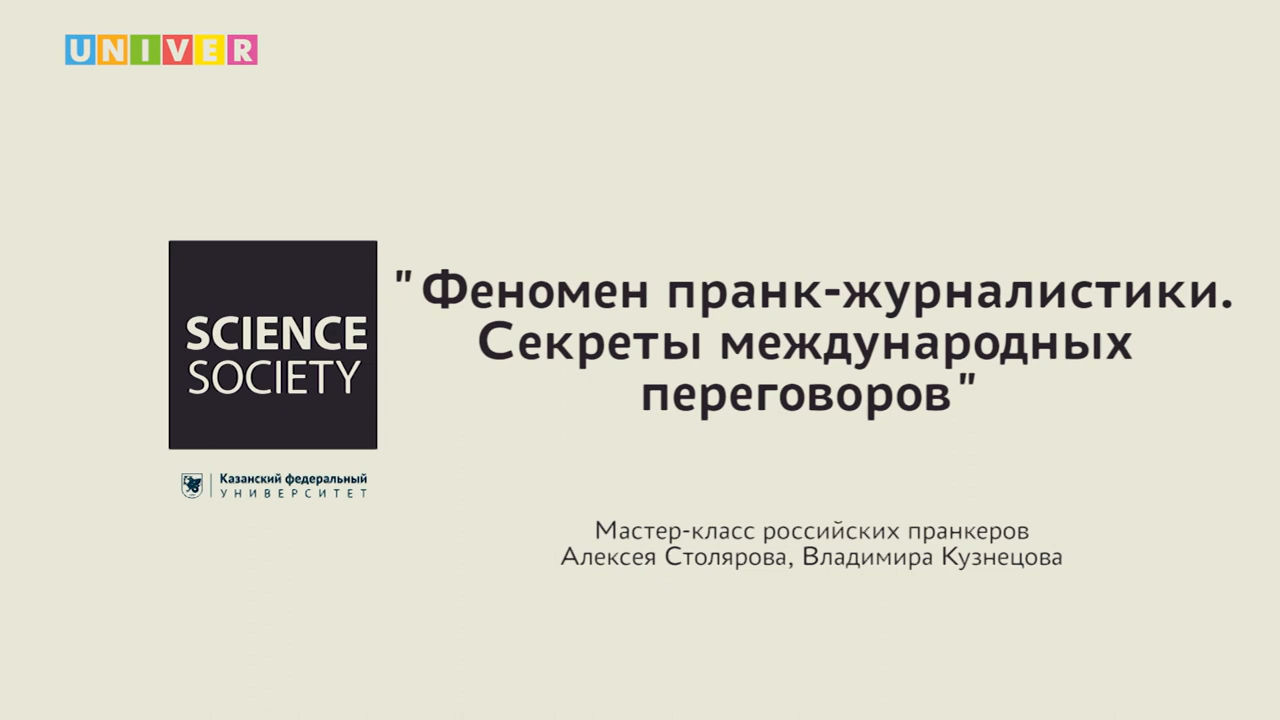 UNIVER
"Феномен пранк-журналистики.
Секреты международных
переговоров"
SCIENCE
SOCIETY
Казанский федеральный
УНИВЕРСИТЕТ
Мастер-класс российских пранкеров
Алексея Столярова, Владимира Кузнецова